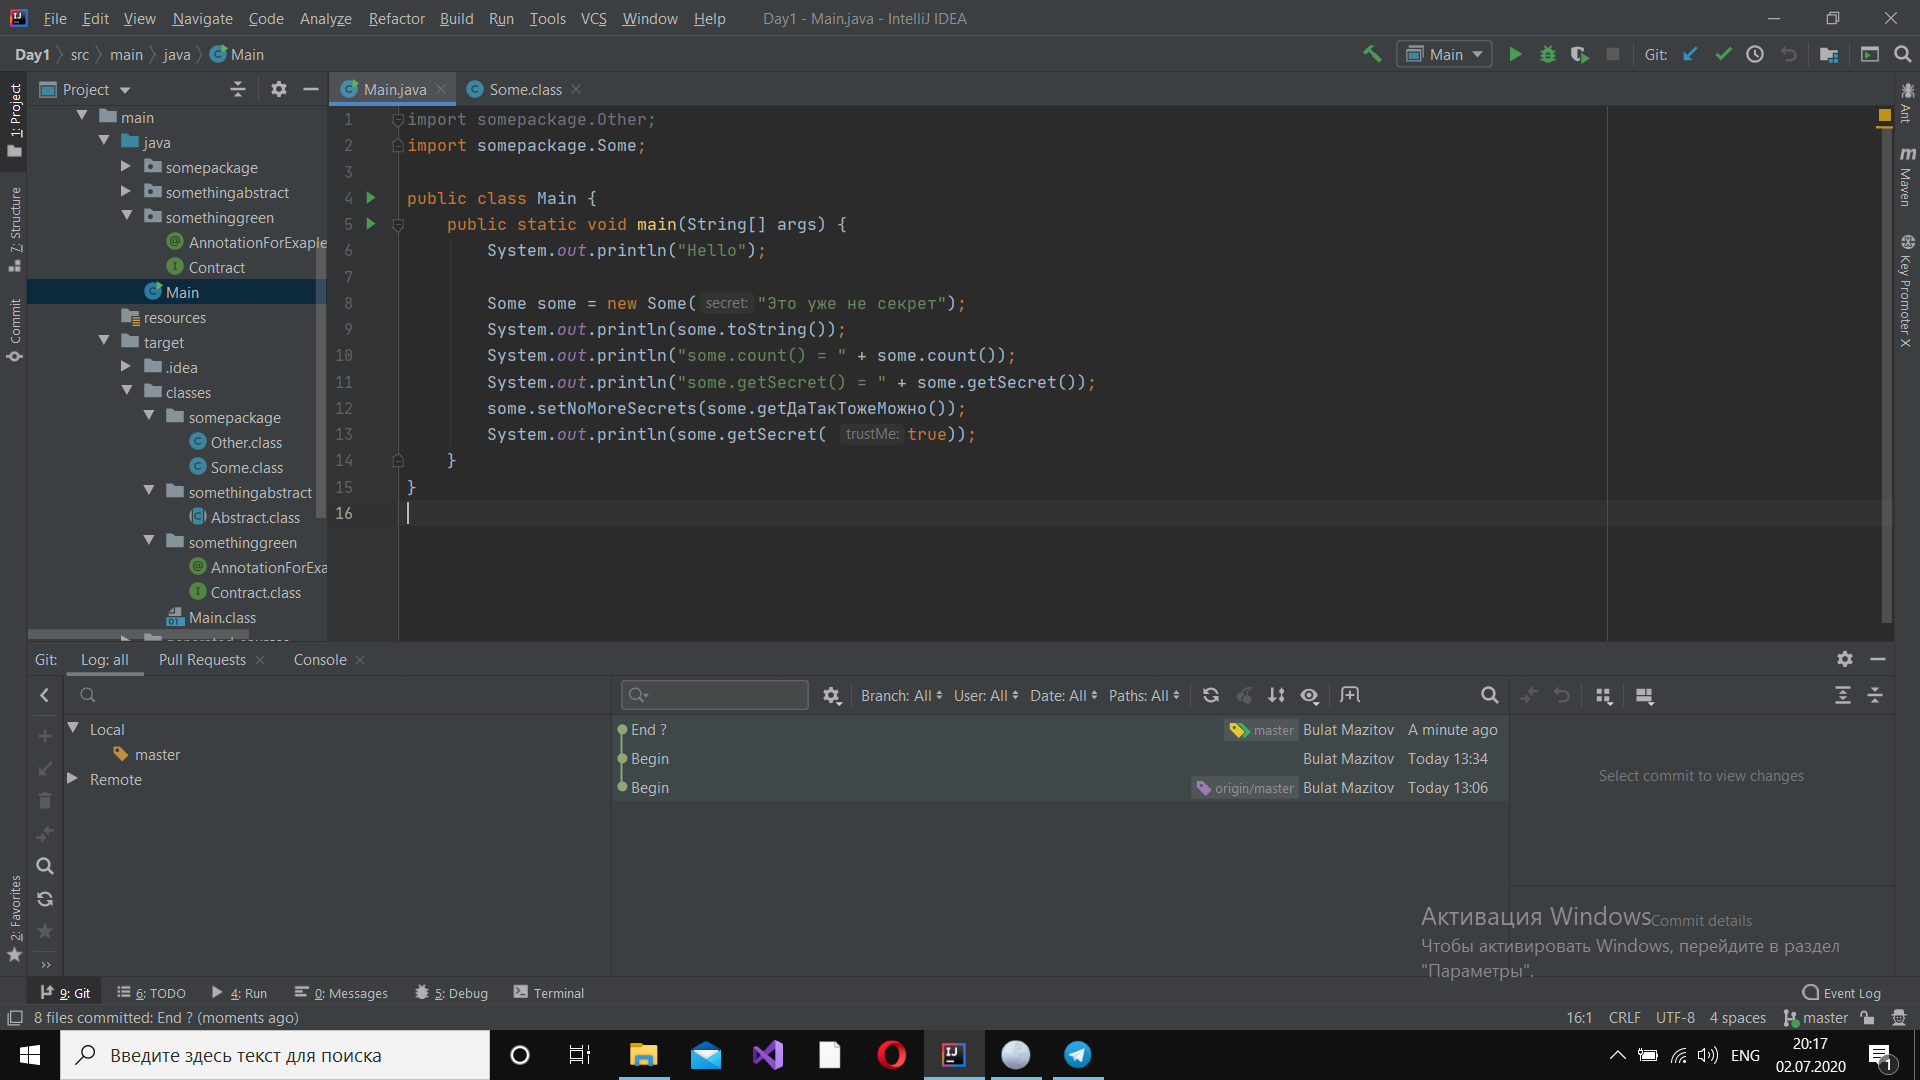 File Edit View Navigate Code Analyze Refactor Build Run Tools VCS Window Help Day1 - Main.java - IntelliJ IDEA
Day1 src main java Main
Main Git:
1: Project
7: Structure
Commit
2: Favorites
Project
main
java
somepackage
somethingabstract
somethinggreen
AnnotationForExaple
Contract
Main
resources
target
.idea
classes
somepackage
Other.class
Some.class
somethingabstract
Abstract.class
somethinggreen
AnnotationForExa
Contract.class
Main.class
Main.java Some.class
1 import somepackage.Other;
2 import somepackage.Some;
3
4 public class Main {
5 public static void main(String[] args) {
6 System.out.println("Hello");
7
8 Some some = new Some( secret: "Это уже не секрет");
9 System.out.println(some.toString());
10 System.out.println("some.count() = " + some.count());
11 System.out.println("some.getSecret() = " + some.getSecret());
12 some.setNoMoreSecrets(some.getДаТакТожеМожно());
13 System.out.println(some.getSecret( trustMe: true));
14 }
15 }
16
Ant
Maven
Key Promoter X
Git: Log: all Pull Requests Console
Local
master
Remote
Branch: All User: All Date: All Paths: All
End ? master Bulat Mazitov A minute ago
Begin Bulat Mazitov Today 13:34
Begin origin/master Bulat Mazitov Today 13:06
Select commit to view changes
Commit details
Активация Windows
Чтобы активировать Windows, перейдите в раздел
"Параметры".
9: Git 6: TODO 4: Run 0: Messages 5: Debug Terminal Event Log
8 files committed: End ? (moments ago) 16:1 CRLF UTF-8 4 spaces master
Введите здесь текст для поиска
ENG
20:17
02.07.2020
1